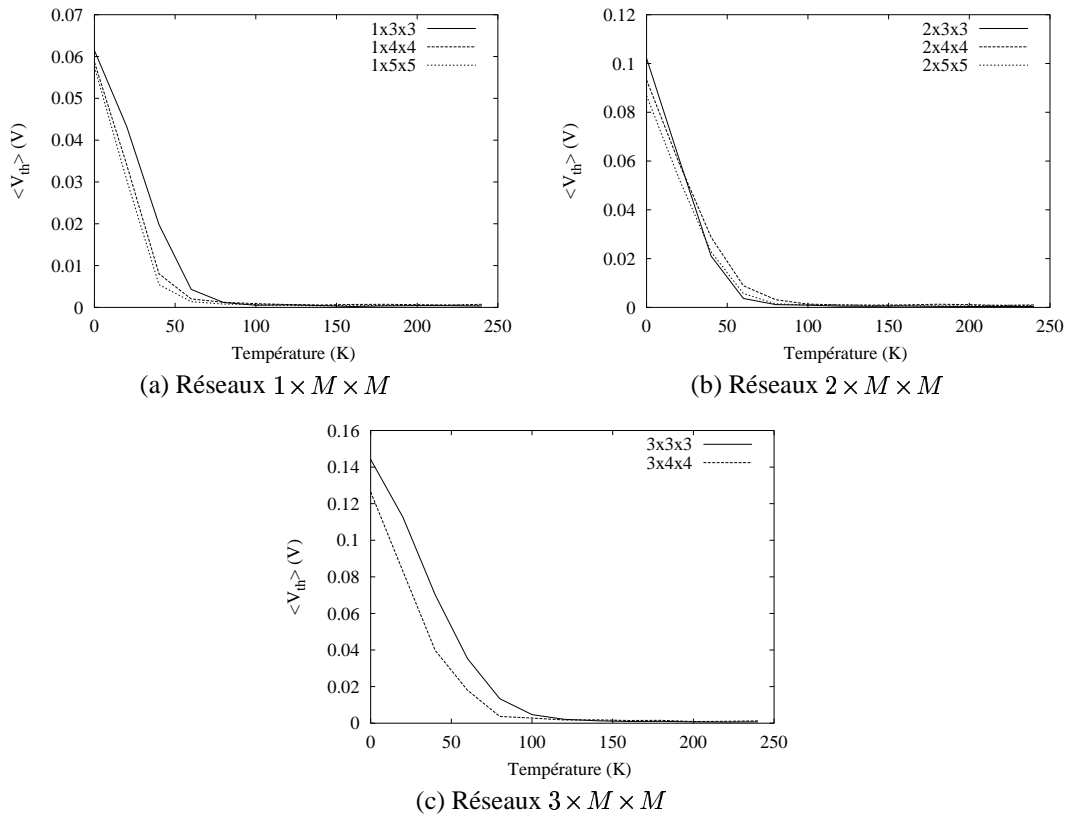 0.07
0.06
0.05
0.04
0.03
0.02
0.01
0
<Vth> (V)
1x3x3
1x4x4
1x5x5
0 50 100 150 200 250
Température (K)
(a) Réseaux 1 × M × M
0.12
0.1
0.08
0.06
0.04
0.02
0
<Vth> (V)
2x3x3
2x4x4
2x5x5
0 50 100 150 200 250
Température (K)
(b) Réseaux 2 × M × M
0.16
0.14
0.12
0.1
0.08
0.06
0.04
0.02
0
<Vth> (V)
3x3x3
3x4x4
0 50 100 150 200 250
Température (K)
(c) Réseaux 3 × M × M